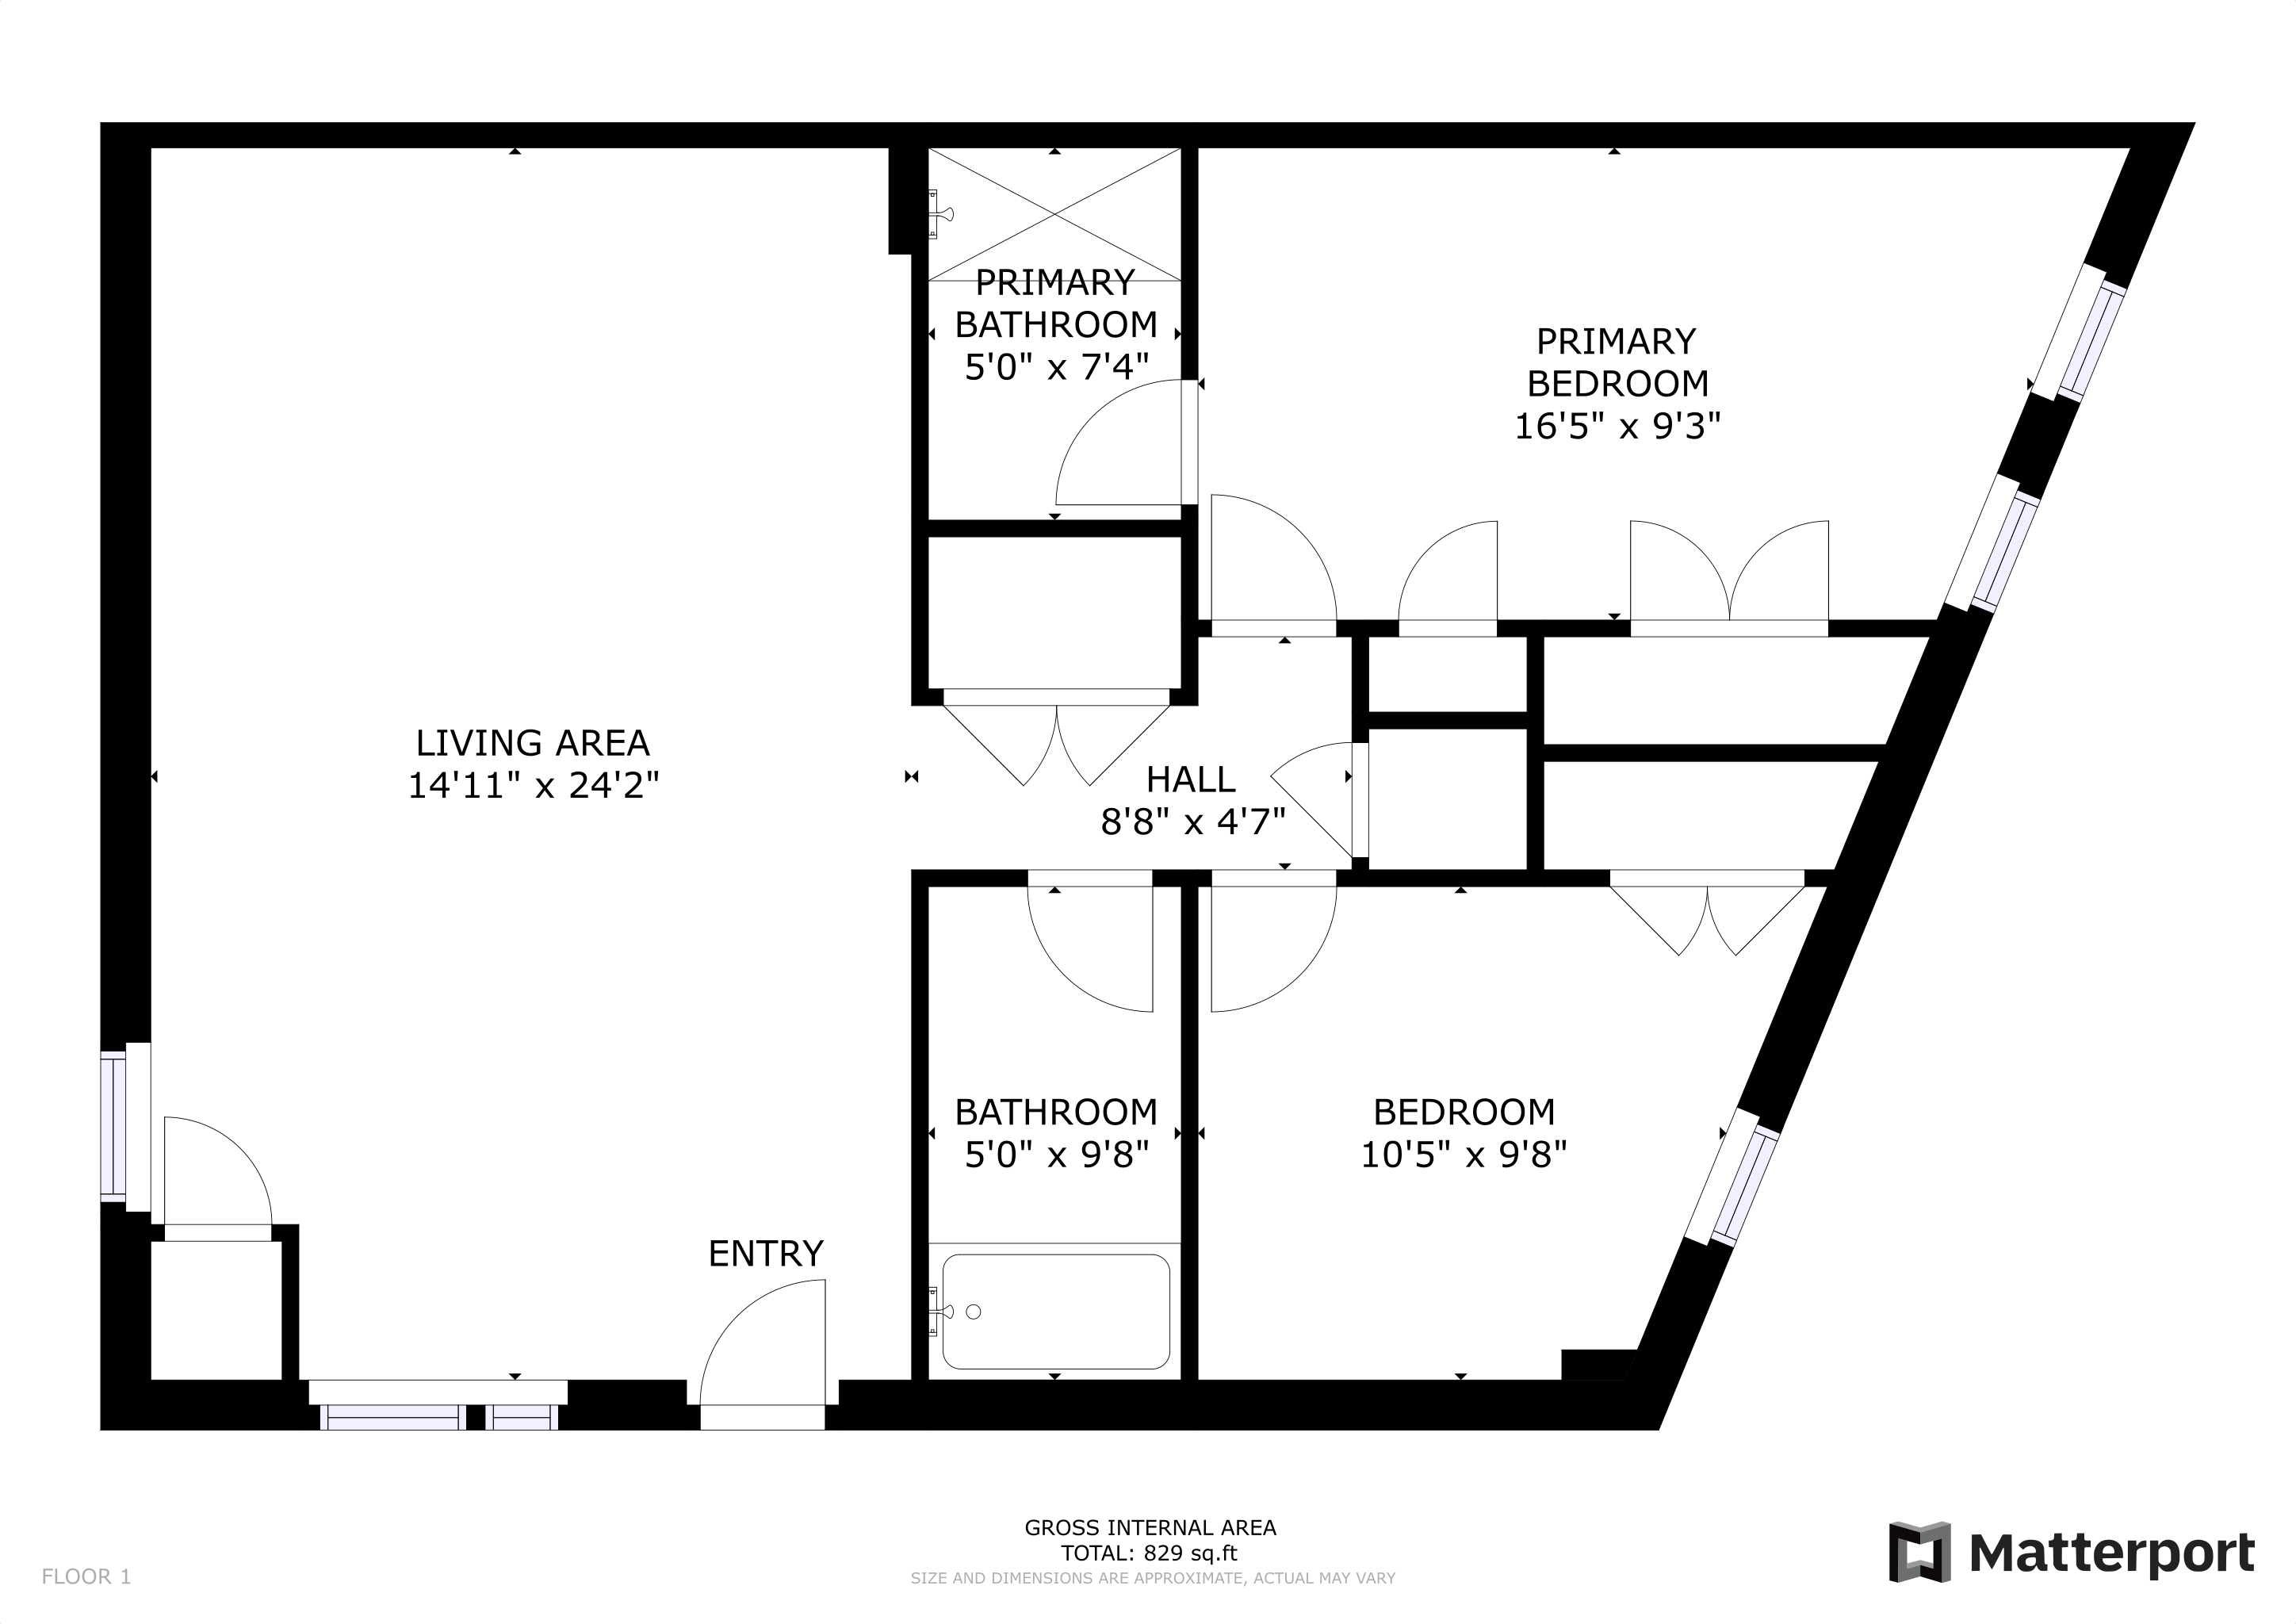 PRIMARY
BATHROOM
5'0" x 7'4"
PRIMARY
BEDROOM
16'5" x 9'3"
LIVING AREA
14'11" x 24'2"
HALL
8'8" x 4'7"
BATHROOM
5'0" x 9'8"
BEDROOM
10'5" x 9'8"
ENTRY
GROSS INTERNAL AREA
TOTAL: 829 sq.ft
SIZE AND DIMENSIONS ARE APPROXIMATE, ACTUAL MAY VARY
FLOOR 1
Matterport